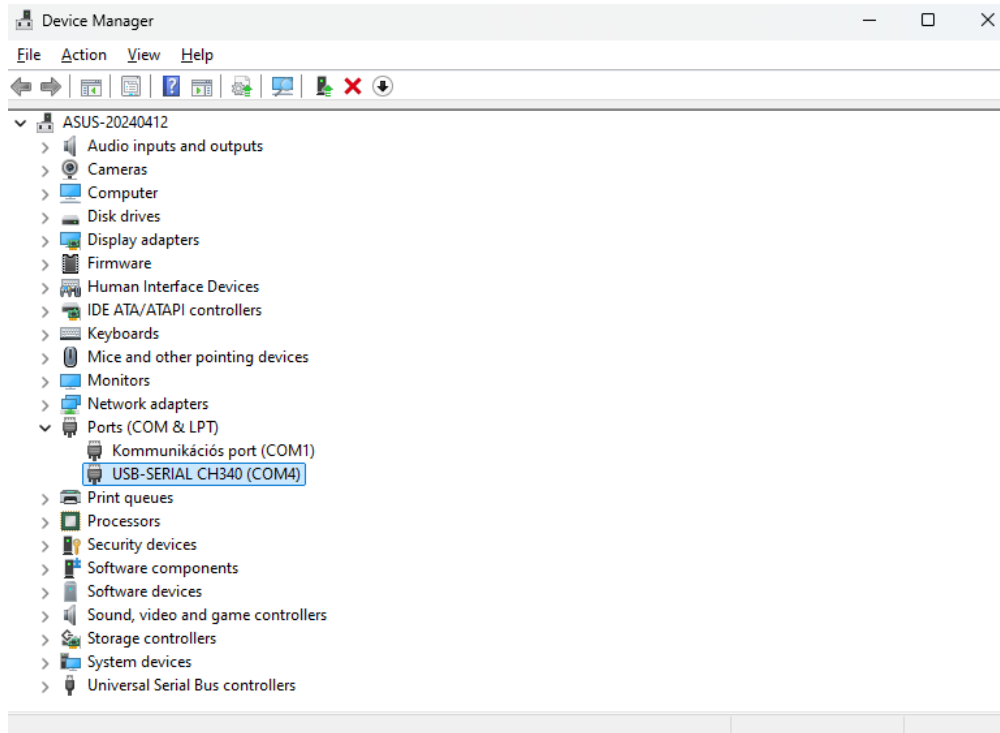 Device Manager
File Action View Help
ASUS-20240412
Audio inputs and outputs
Cameras
Computer
Disk drives
Display adapters
Firmware
Human Interface Devices
IDE ATA/ATAPI controllers
Keyboards
Mice and other pointing devices
Monitors
Network adapters
Ports (COM & LPT)
Kommunikációs port (COM1)
USB-SERIAL CH340 (COM4)
Print queues
Processors
Security devices
Software components
Software devices
Sound, video and game controllers
Storage controllers
System devices
Universal Serial Bus controllers